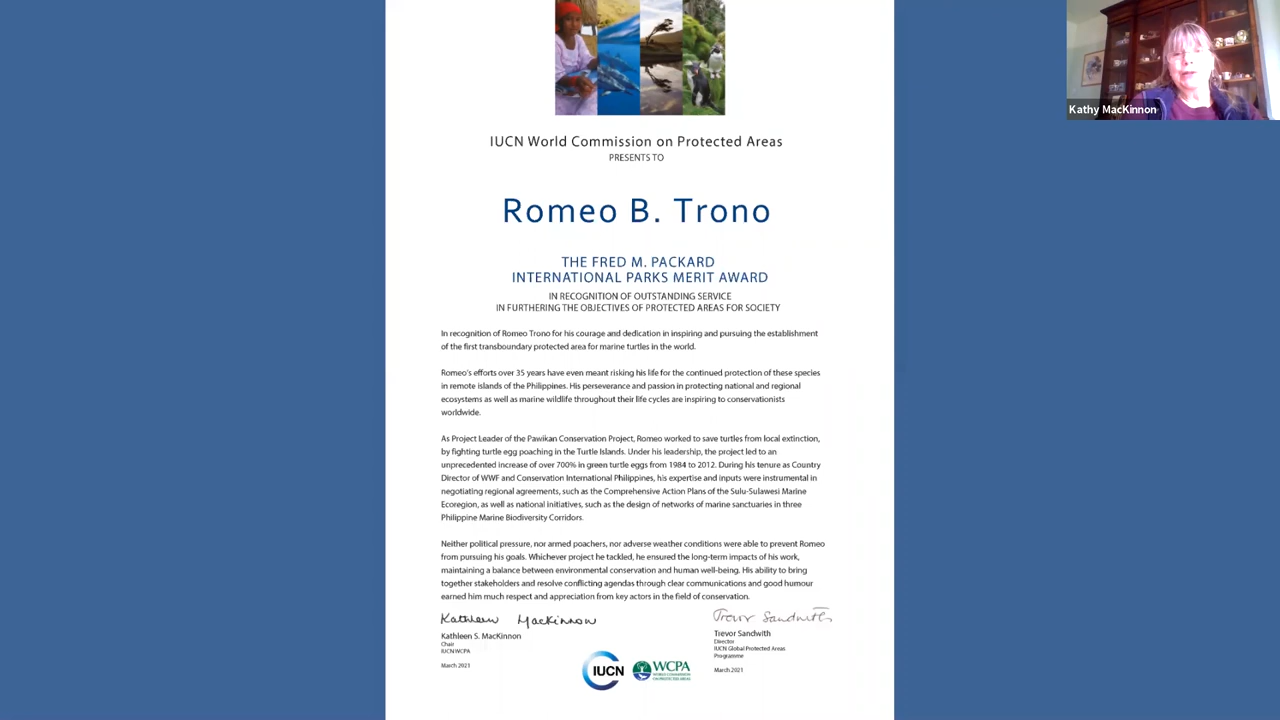 Kathy MacKinnon
IUCN World Commission on Protected Areas
PRESENTS TO
Romeo B. Trono
THE FRED M. PACKARD
INTERNATIONAL PARKS MERIT AWARD
IN RECOGNITION OF OUTSTANDING SERVICE
IN FURTHERING THE OBJECTIVES OF PROTECTED AREAS FOR SOCIETY
In recognition of Romeo Trono for his courage and dedication in inspiring and pursuing the establishment
of the first transboundary protected area for marine turtles in the world.
Romeo's efforts over 35 years have even meant risking his life for the continued protection of these species
in remote islands of the Philippines. His perseverance and passion in protecting national and regional
ecosystems as well as marine wildlife throughout their life cycles are inspiring to conservationists
worldwide.
As Project Leader of the Pawikan Conservation Project, Romeo worked to save turtles from local extinction,
by fighting turtle egg poaching in the Turtle Islands. Under his leadership, the project led to an
unprecedented increase of over 700% in green turtle eggs from 1984 to 2012. During his tenure as Country
Director of WWF and Conservation International Philippines, his expertise and inputs were instrumental in
negotiating regional agreements, such as the Comprehensive Action Plans of the Sulu-Sulawesi Marine
Ecoregion, as well as national initiatives, such as the design of networks of marine sanctuaries in three
Philippine Marine Biodiversity Corridors.
Neither political pressure, nor armed poachers, nor adverse weather conditions were able to prevent Romeo
from pursuing his goals. Whichever project he tackled, he ensured the long-term impacts of his work,
maintaining a balance between environmental conservation and human well-being. His ability to bring
together stakeholders and resolve conflicting agendas through clear communications and good humour
earned him much respect and appreciation from key actors in the field of conservation.
Kathleen MacKinnon
Kathleen S. MacKinnon
Chair
IUCN WCPA
March 2021
Trevor Sandwith
Trevor Sandwith
Director
IUCN Global Protected Areas
Programme
March 2021
IUCN
WCPA
WORLD COMMISSION
ON PROTECTED AREAS